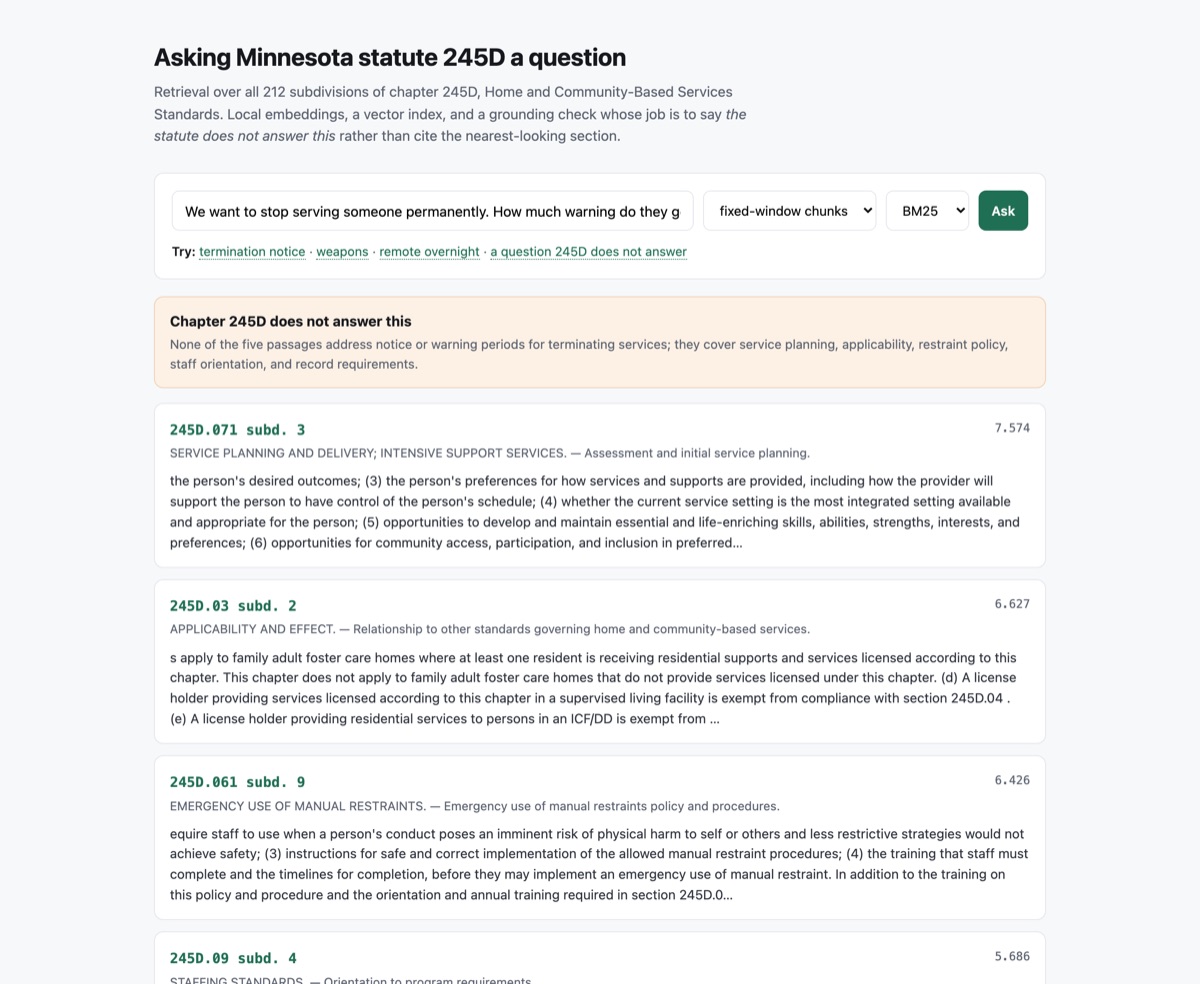 Asking Minnesota statute 245D a question
Retrieval over all 212 subdivisions of chapter 245D, Home and Community-Based Services
Standards. Local embeddings, a vector index, and a grounding check whose job is to say the
statute does not answer this rather than cite the nearest-looking section.
We want to stop serving someone permanently. How much warning do they g
fixed-window chunks
BM25
Ask
Try: termination notice · weapons · remote overnight · a question 245D does not answer
Chapter 245D does not answer this
None of the five passages address notice or warning periods for terminating services; they cover service planning, applicability, restraint policy,
staff orientation, and record requirements.
245D.071 subd. 3
7.574
SERVICE PLANNING AND DELIVERY; INTENSIVE SUPPORT SERVICES. — Assessment and initial service planning.
the person's desired outcomes; (3) the person's preferences for how services and supports are provided, including how the provider will
support the person to have control of the person's schedule; (4) whether the current service setting is the most integrated setting available
and appropriate for the person; (5) opportunities to develop and maintain essential and life-enriching skills, abilities, strengths, interests, and
preferences; (6) opportunities for community access, participation, and inclusion in preferred...
245D.03 subd. 2
6.627
APPLICABILITY AND EFFECT. — Relationship to other standards governing home and community-based services.
s apply to family adult foster care homes where at least one resident is receiving residential supports and services licensed according to this
chapter. This chapter does not apply to family adult foster care homes that do not provide services licensed under this chapter. (d) A license
holder providing services licensed according to this chapter in a supervised living facility is exempt from compliance with section 245D.04 .
(e) A license holder providing residential services to persons in an ICF/DD is exempt from ...
245D.061 subd. 9
6.426
EMERGENCY USE OF MANUAL RESTRAINTS. — Emergency use of manual restraints policy and procedures.
equire staff to use when a person's conduct poses an imminent risk of physical harm to self or others and less restrictive strategies would not
achieve safety; (3) instructions for safe and correct implementation of the allowed manual restraint procedures; (4) the training that staff must
complete and the timelines for completion, before they may implement an emergency use of manual restraint. In addition to the training on
this policy and procedure and the orientation and annual training required in section 245D.0...
245D.09 subd. 4
5.686
STAFFING STANDARDS. — Orientation to program requirements.